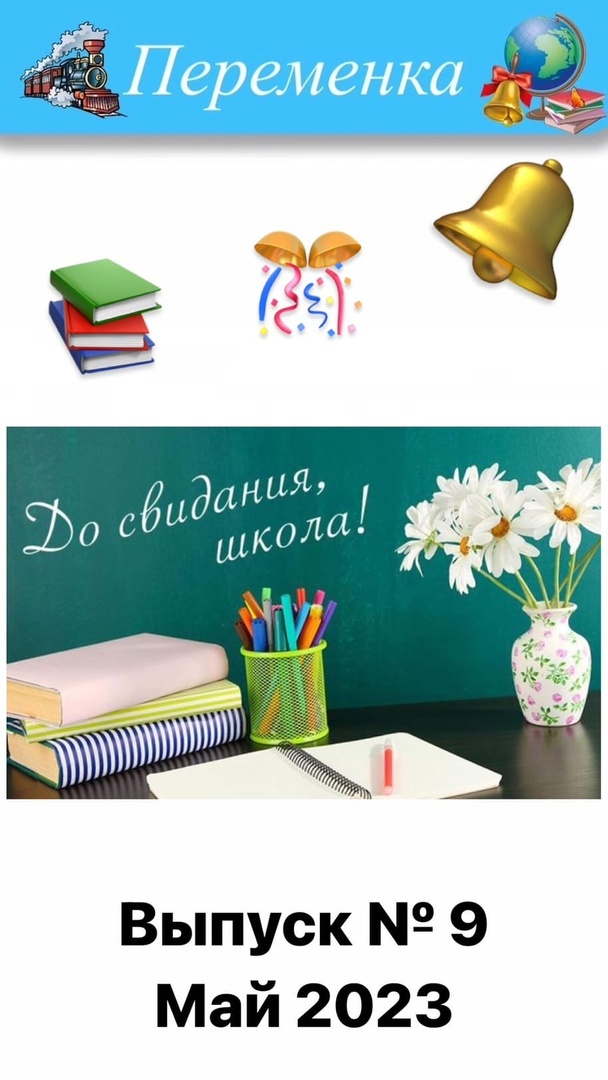 Переменка
До свидания,
школа!
Выпуск № 9
Май 2023